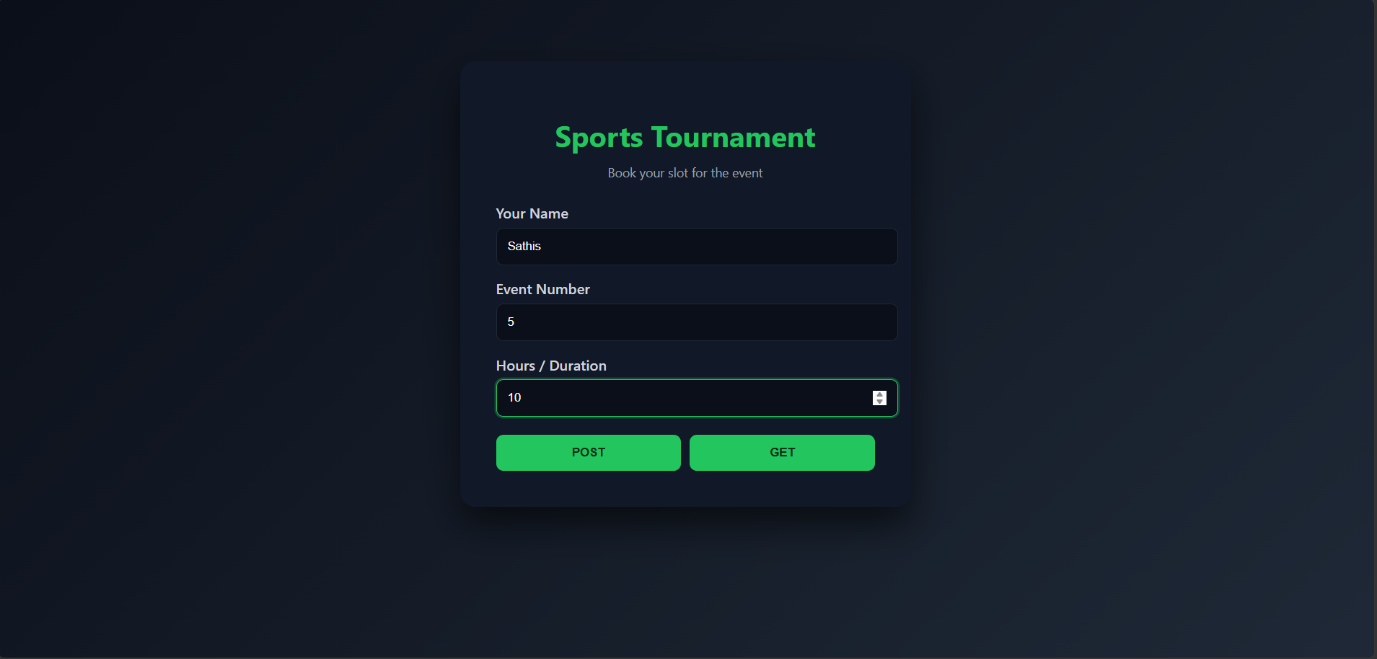 Sports Tournament
Book your slot for the event
Your Name
Sathis
Event Number
5
Hours / Duration
10
POST GET